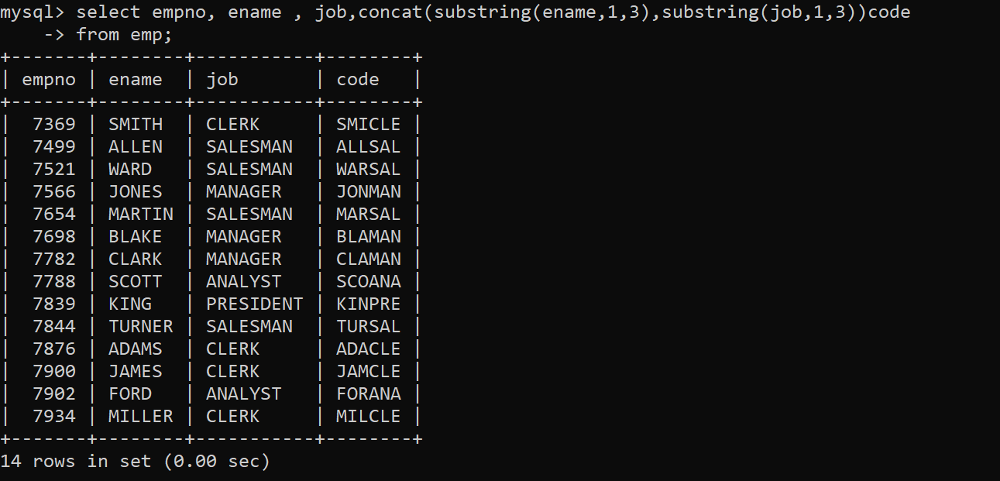 mysql> select empno, ename , job,concat(substring(ename,1,3),substring(job,1,3))code
    -> from emp;
+-------+--------+-----------+--------+
| empno | ename  | job       | code   |
+-------+--------+-----------+--------+
|  7369 | SMITH  | CLERK     | SMICLE |
|  7499 | ALLEN  | SALESMAN  | ALLSAL |
|  7521 | WARD   | SALESMAN  | WARSAL |
|  7566 | JONES  | MANAGER   | JONMAN |
|  7654 | MARTIN | SALESMAN  | MARSAL |
|  7698 | BLAKE  | MANAGER   | BLAMAN |
|  7782 | CLARK  | MANAGER   | CLAMAN |
|  7788 | SCOTT  | ANALYST   | SCOANA |
|  7839 | KING   | PRESIDENT | KINPRE |
|  7844 | TURNER | SALESMAN  | TURSAL |
|  7876 | ADAMS  | CLERK     | ADACLE |
|  7900 | JAMES  | CLERK     | JAMCLE |
|  7902 | FORD   | ANALYST   | FORANA |
|  7934 | MILLER | CLERK     | MILCLE |
+-------+--------+-----------+--------+
14 rows in set (0.00 sec)